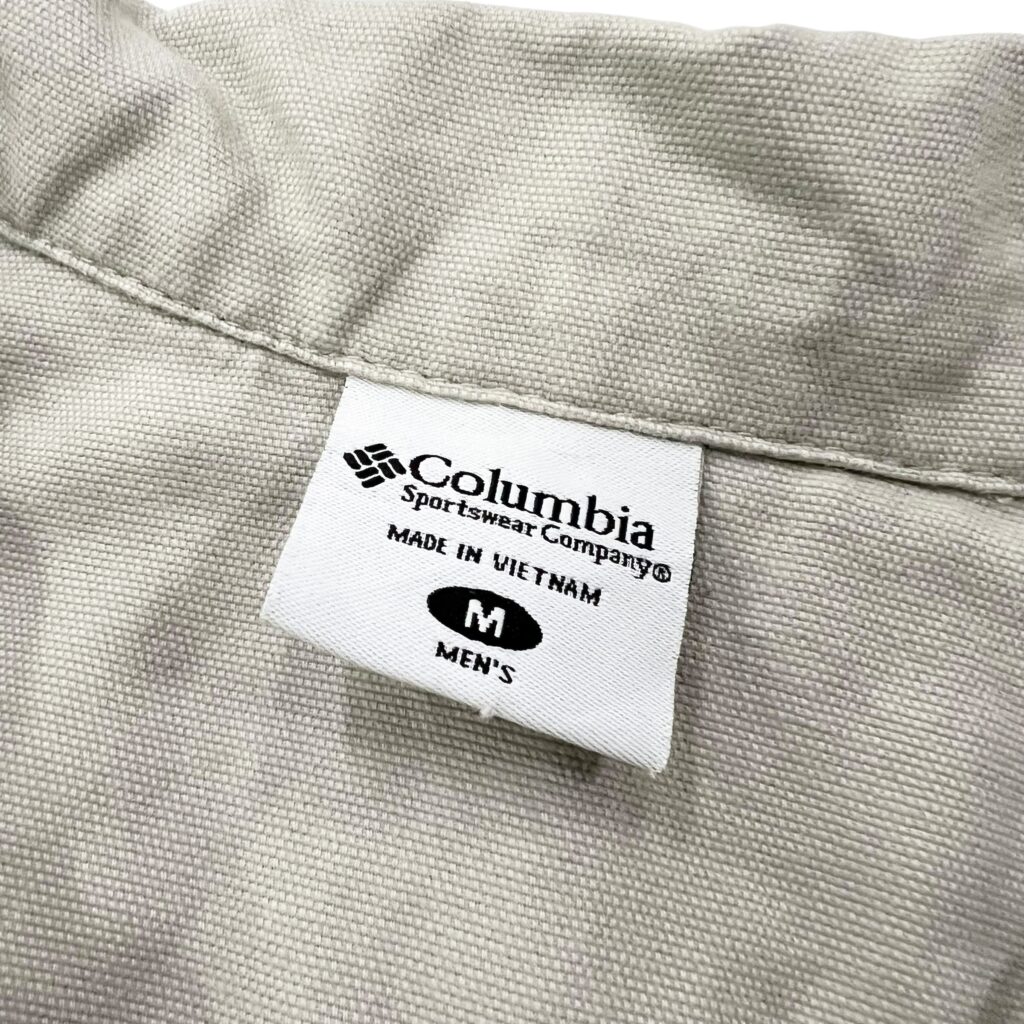 Columbia
Sportswear Company®
MADE IN VIETNAM
M
MEN'S